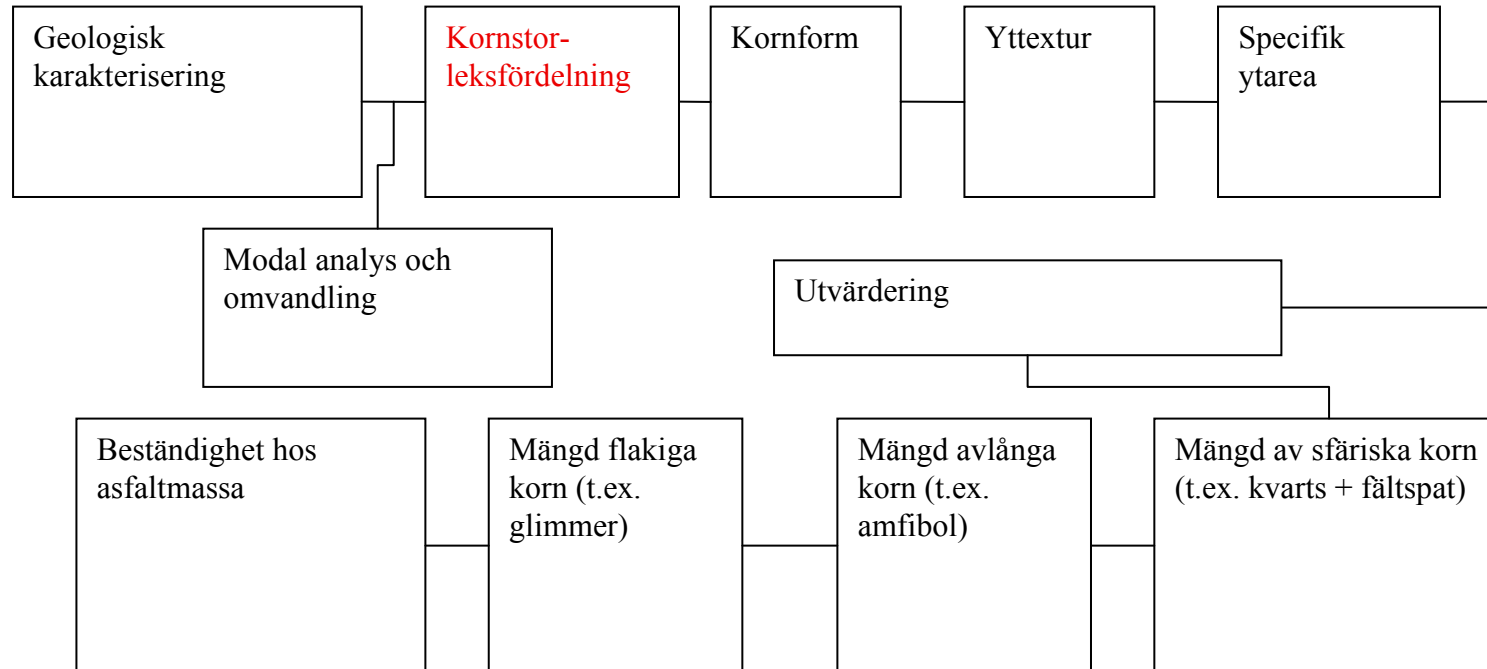 Geologisk
karakterisering
Kornstor-
leksfördelning
Kornform
Yttextur
Specifik
ytarea
Modal analys och
omvandling
Utvärdering
Beständighet hos
asfaltmassa
Mängd flakiga
korn (t.ex.
glimmer)
Mängd avlånga
korn (t.ex.
amfibol)
Mängd av sfäriska korn
(t.ex. kvarts + fältspat)